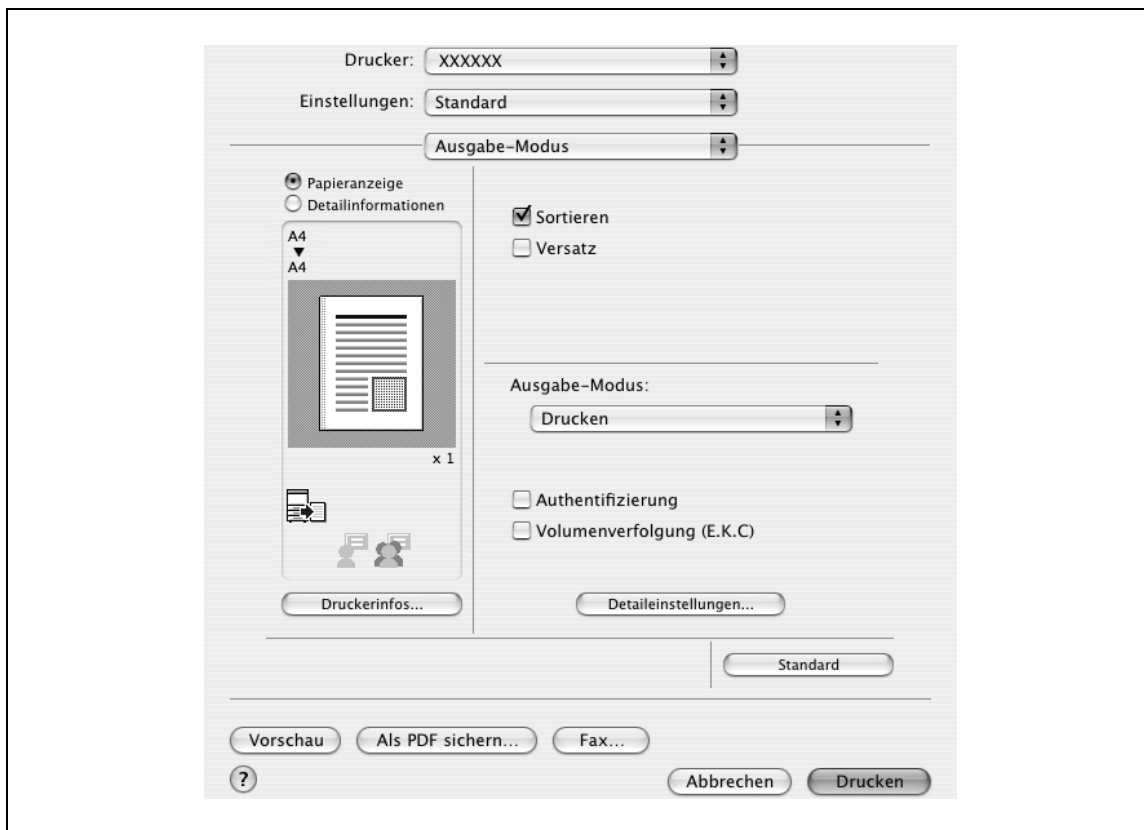 Drucker: XXXXXX
Einstellungen: Standard
Ausgabe-Modus
Papieranzeige
Detailinformationen
A4
A4
x 1
Druckerinfos...
Sortieren
Versatz
Ausgabe-Modus:
Drucken
Authentifizierung
Volumenverfolgung (E.K.C)
Detaileinstellungen...
Standard
Vorschau
Als PDF sichern...
Fax...
?
Abbrechen
Drucken